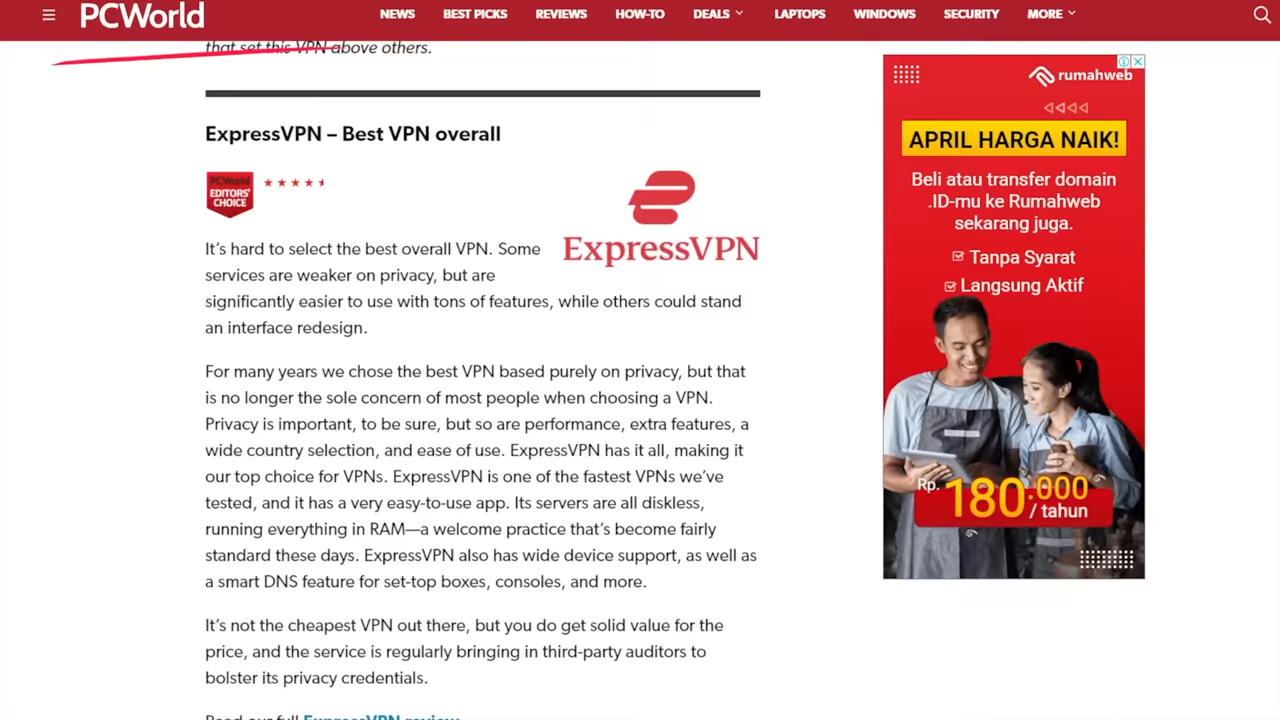 PCWorld
NEWS
BEST PICKS
REVIEWS
HOW-TO
DEALS
LAPTOPS
WINDOWS
SECURITY
MORE
that set this VPN above others.
ExpressVPN – Best VPN overall
PCWorld
EDITORS'
CHOICE
ExpressVPN
It's hard to select the best overall VPN. Some
services are weaker on privacy, but are
significantly easier to use with tons of features, while others could stand
an interface redesign.
For many years we chose the best VPN based purely on privacy, but that
is no longer the sole concern of most people when choosing a VPN.
Privacy is important, to be sure, but so are performance, extra features, a
wide country selection, and ease of use. ExpressVPN has it all, making it
our top choice for VPNs. ExpressVPN is one of the fastest VPNs we've
tested, and it has a very easy-to-use app. Its servers are all diskless,
running everything in RAM—a welcome practice that's become fairly
standard these days. ExpressVPN also has wide device support, as well as
a smart DNS feature for set-top boxes, consoles, and more.
It's not the cheapest VPN out there, but you do get solid value for the
price, and the service is regularly bringing in third-party auditors to
bolster its privacy credentials.
Read our full ExpressVPN review
rumahweb
APRIL HARGA NAIK!
Beli atau transfer domain
.ID-mu ke Rumahweb
sekarang juga.
Tanpa Syarat
Langsung Aktif
Rp. 180.000
/ tahun